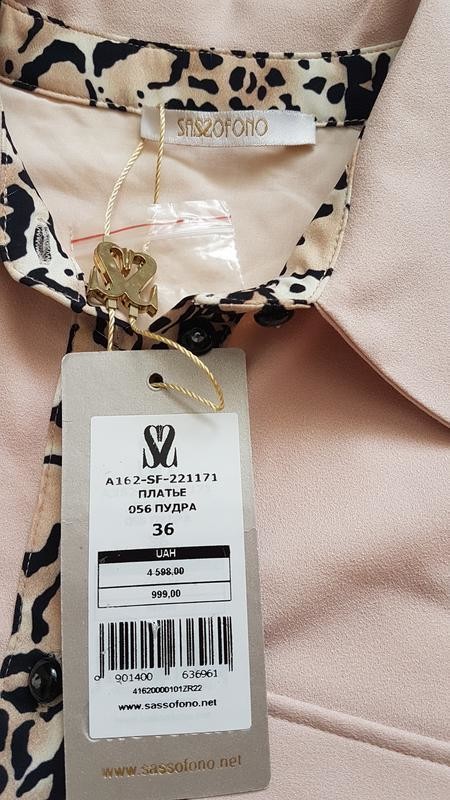 SASSOFONO
A162-SF-221171
ПЛАТЬЕ
056 ПУДРА
36
UAH
4 598,00
999,00
0 901400 636961
41620000101ZR22
www.sassofono.net
www.sassofono.net